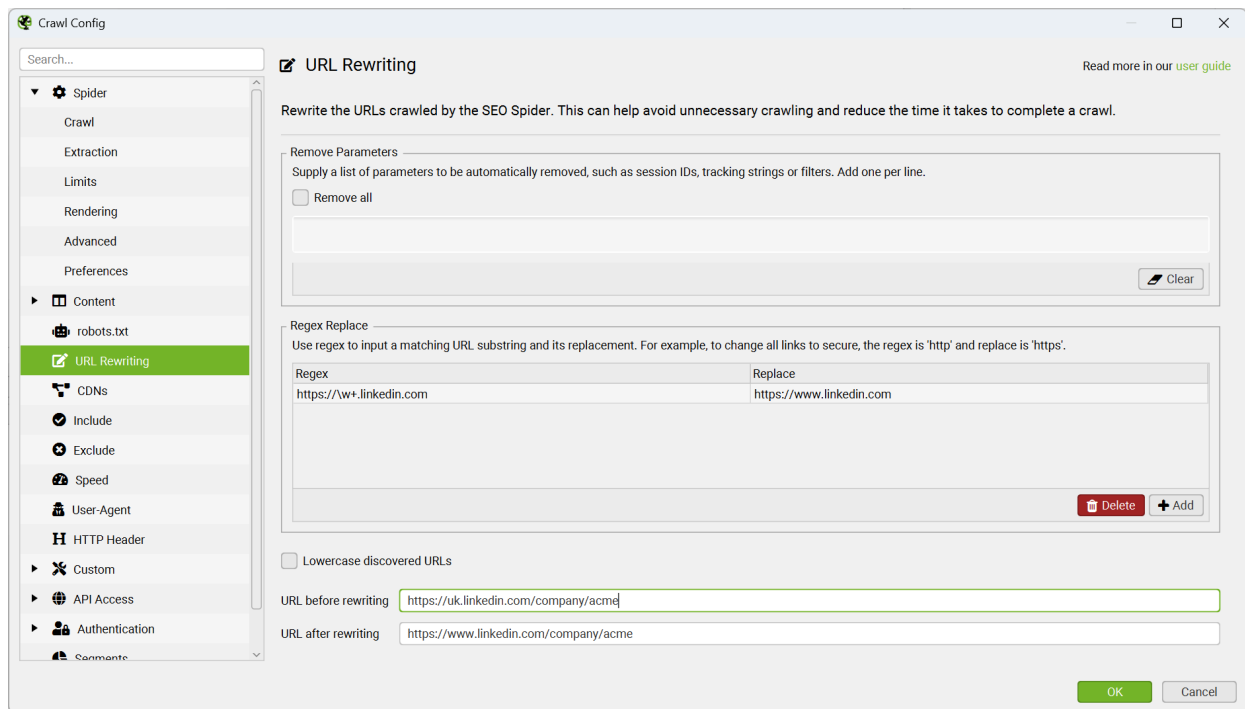 Crawl Config
Search...
Spider
Crawl
Extraction
Limits
Rendering
Advanced
Preferences
Content
robots.txt
URL Rewriting
CDNs
Include
Exclude
Speed
User-Agent
HTTP Header
Custom
API Access
Authentication
Segments
URL Rewriting
Read more in our user guide
Rewrite the URLs crawled by the SEO Spider. This can help avoid unnecessary crawling and reduce the time it takes to complete a crawl.
Remove Parameters
Supply a list of parameters to be automatically removed, such as session IDs, tracking strings or filters. Add one per line.
Remove all
Clear
Regex Replace
Use regex to input a matching URL substring and its replacement. For example, to change all links to secure, the regex is 'http' and replace is 'https'.
Regex Replace
https://\w+.linkedin.com https://www.linkedin.com
Delete Add
Lowercase discovered URLs
URL before rewriting https://uk.linkedin.com/company/acme
URL after rewriting https://www.linkedin.com/company/acme
OK Cancel